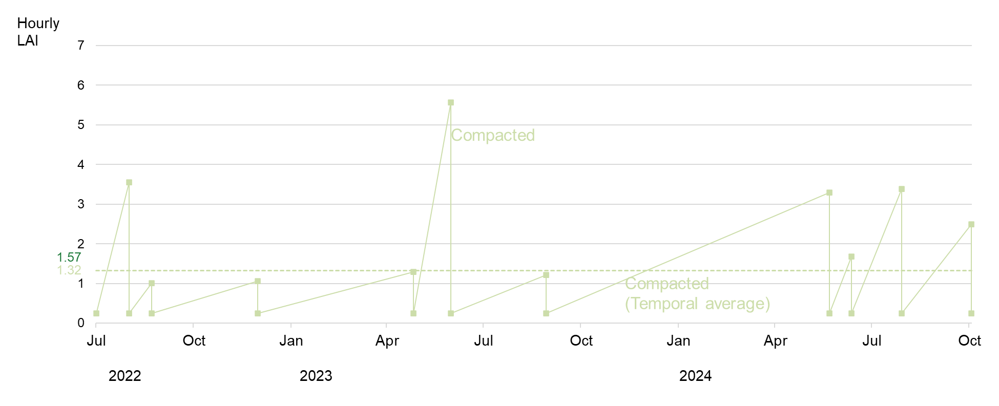 Hourly
LAI
7
6
5
Compacted
4
3
2
1.57
1.32
1
Compacted
(Temporal average)
0
Jul Oct Jan Apr Jul Oct Jan Apr Jul Oct
2022 2023 2024